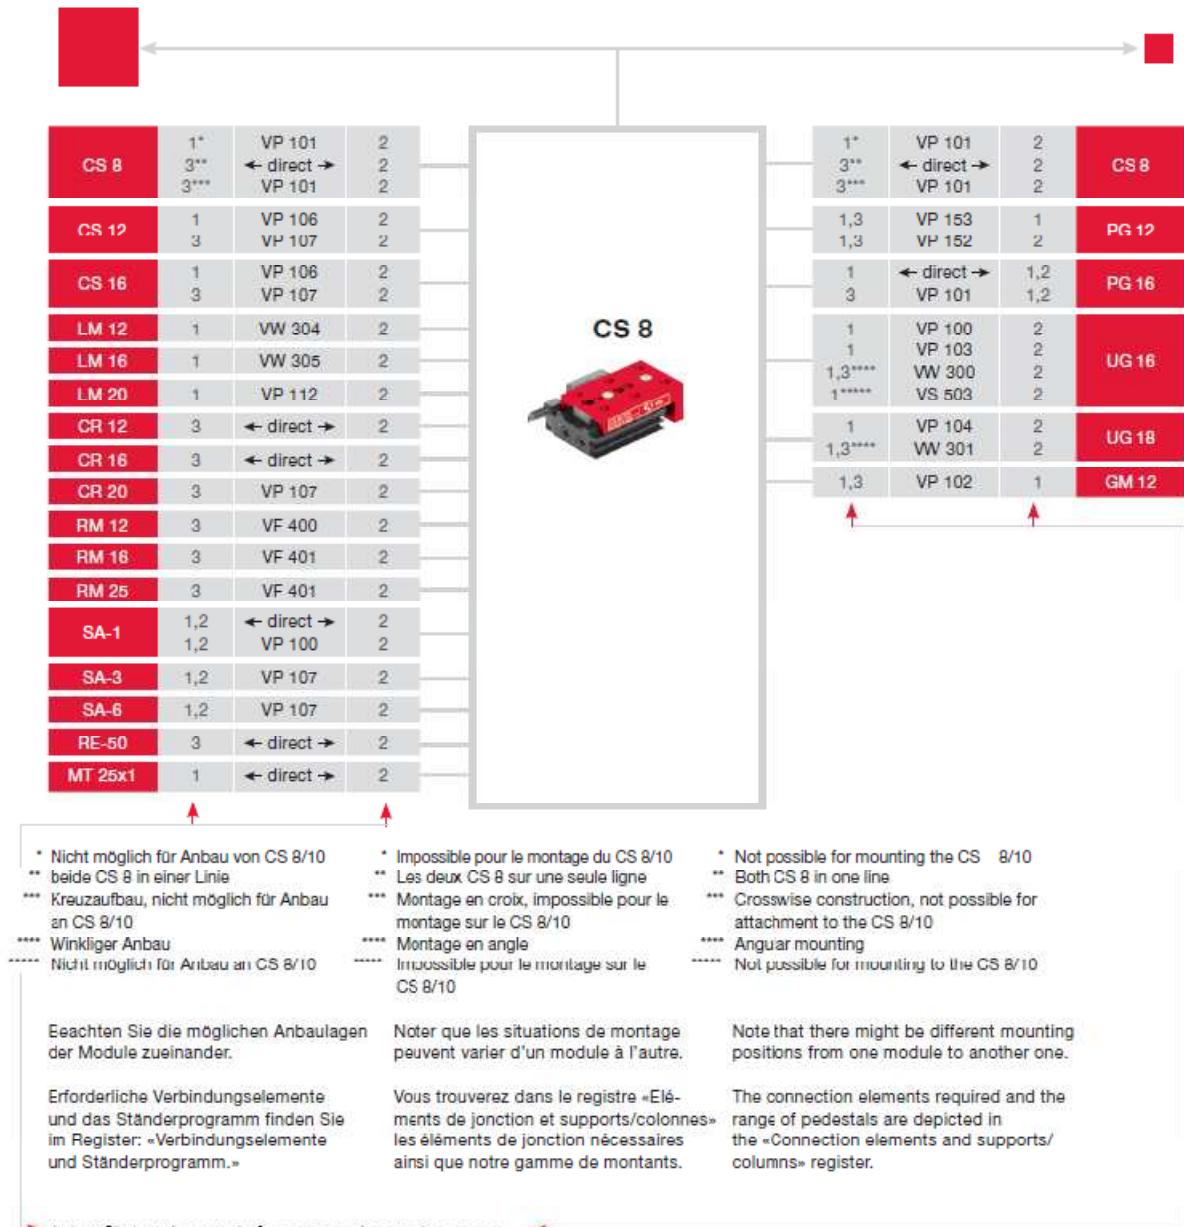 CS 8 1* VP 101 2
3** ← direct → 2
3*** VP 101 2
CS 12 1 VP 106 2
3 VP 107 2
CS 16 1 VP 106 2
3 VP 107 2
LM 12 1 VW 304 2
LM 16 1 VW 305 2
LM 20 1 VP 112 2
CR 12 3 ← direct → 2
CR 16 3 ← direct → 2
CR 20 3 VP 107 2
RM 12 3 VF 400 2
RM 16 3 VF 401 2
RM 25 3 VF 401 2
SA-1 1,2 ← direct → 2
1,2 VP 100 2
SA-3 1,2 VP 107 2
SA-6 1,2 VP 107 2
RE-50 3 ← direct → 2
MT 25x1 1 ← direct → 2
CS 8
1* VP 101 2 CS 8
3** ← direct → 2
3*** VP 101 2
1,3 VP 153 1 PG 12
1,3 VP 152 2
1 ← direct → 1,2 PG 16
3 VP 101 1,2
1 VP 100 2 UG 16
1 VP 103 2
1,3**** VW 300 2
1***** VS 503 2
1 VP 104 2 UG 18
1,3**** VW 301 2
1,3 VP 102 1 GM 12
* Nicht möglich für Anbau von CS 8/10
** beide CS 8 in einer Linie
*** Kreuzaufbau, nicht möglich für Anbau
an CS 8/10
**** Winkliger Anbau
***** Nicht möglich für Anbau an CS 8/10
* Impossible pour le montage du CS 8/10
** Les deux CS 8 sur une seule ligne
*** Montage en croix, impossible pour le
montage sur le CS 8/10
**** Montage en angle
***** Impossible pour le montage sur le
CS 8/10
* Not possible for mounting the CS 8/10
** Both CS 8 in one line
*** Crosswise construction, not possible for
attachment to the CS 8/10
**** Angular mounting
***** Not possible for mounting to the CS 8/10
Beachten Sie die möglichen Anbaulagen
der Module zueinander.
Noter que les situations de montage
peuvent varier d'un module à l'autre.
Note that there might be different mounting
positions from one module to another one.
Erforderliche Verbindungselemente
und das Ständerprogramm finden Sie
im Register: «Verbindungselemente
und Ständerprogramm.»
Vous trouverez dans le registre «Elé-
ments de jonction et supports/colonnes»
les éléments de jonction nécessaires
ainsi que notre gamme de montants.
The connection elements required and the
range of pedestals are depicted in
the «Connection elements and supports/
columns» register.